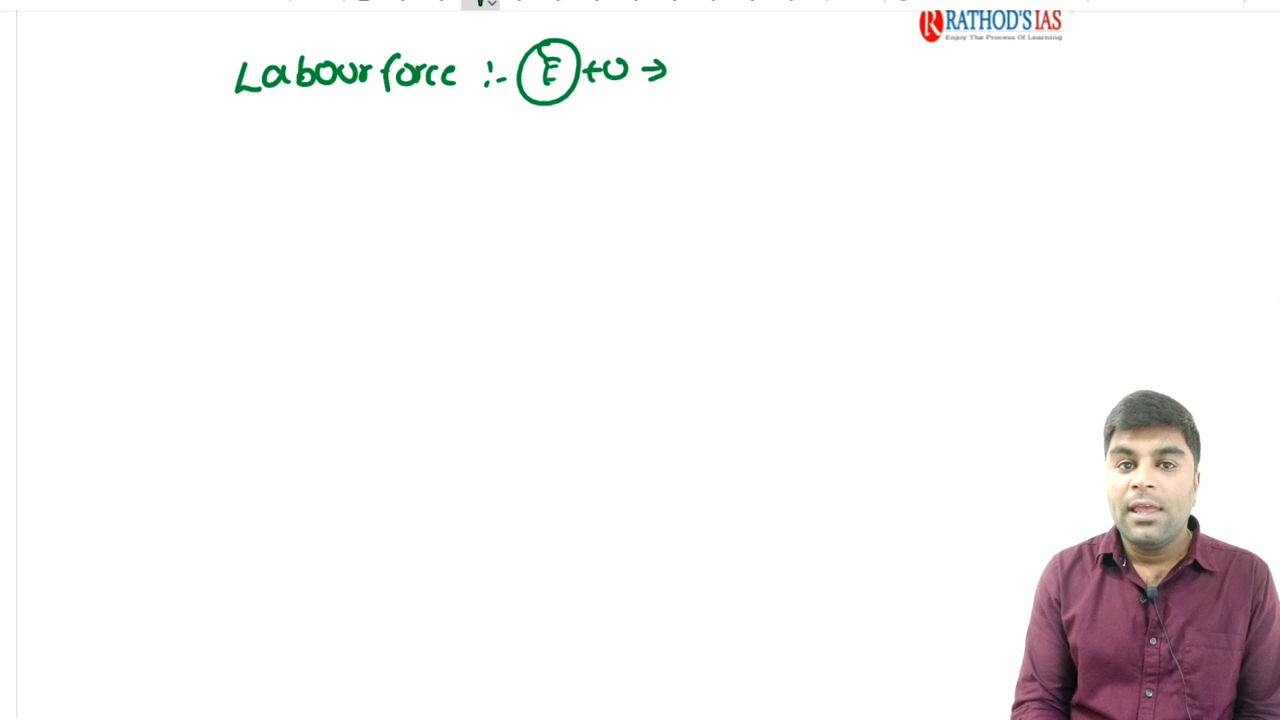 RATHOD'S IAS
Enjoy The Process Of Learning
Labour force :- E + U →